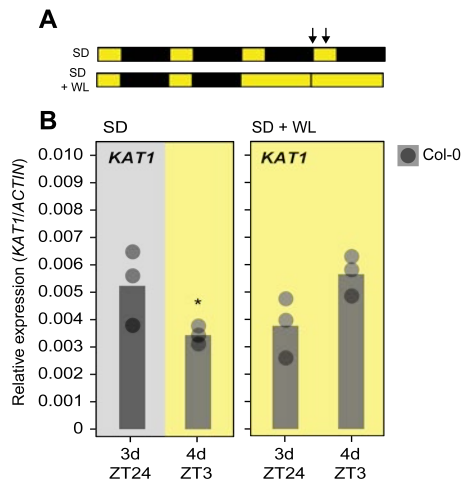 A
SD
SD
+ WL
B
SD
SD + WL
KAT1
KAT1
Col-0
Relative expression (KAT1/ACTIN)
0.010
0.009
0.008
0.007
0.006
0.005
0.004
0.003
0.002
0.001
0
*
3d
ZT24
4d
ZT3
3d
ZT24
4d
ZT3